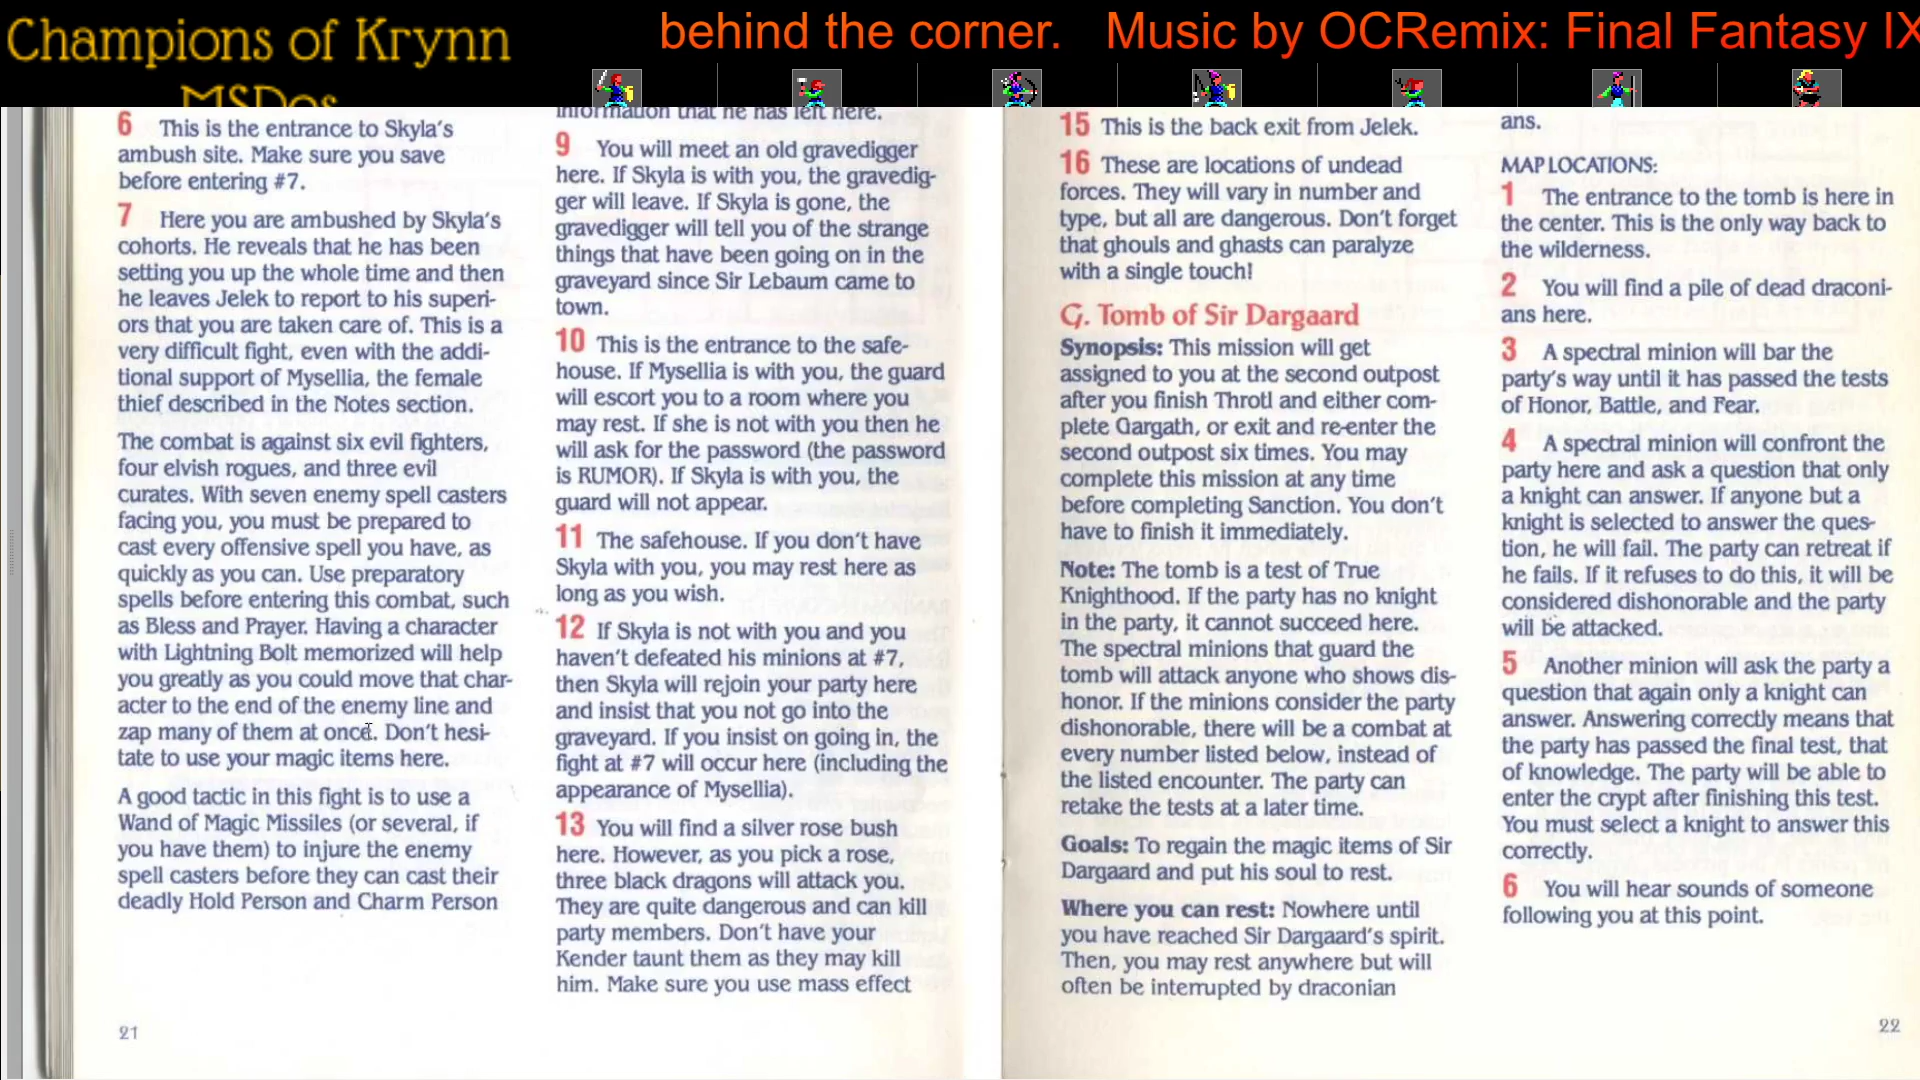 Champions of Krynn
MSDos
behind the corner.   Music by OCRemix: Final Fantasy IX
6 This is the entrance to Skyla's
ambush site. Make sure you save
before entering #7.
7 Here you are ambushed by Skyla's
cohorts. He reveals that he has been
setting you up the whole time and then
he leaves Jelek to report to his superi-
ors that you are taken care of. This is a
very difficult fight, even with the addi-
tional support of Mysellia, the female
thief described in the Notes section.
The combat is against six evil fighters,
four elvish rogues, and three evil
curates. With seven enemy spell casters
facing you, you must be prepared to
cast every offensive spell you have, as
quickly as you can. Use preparatory
spells before entering this combat, such
as Bless and Prayer. Having a character
with Lightning Bolt memorized will help
you greatly as you could move that char-
acter to the end of the enemy line and
zap many of them at once. Don't hesi-
tate to use your magic items here.
A good tactic in this fight is to use a
Wand of Magic Missiles (or several, if
you have them) to injure the enemy
spell casters before they can cast their
deadly Hold Person and Charm Person
21
information that he has left here.
9 You will meet an old gravedigger
here. If Skyla is with you, the gravedig-
ger will leave. If Skyla is gone, the
gravedigger will tell you of the strange
things that have been going on in the
graveyard since Sir Lebaum came to
town.
10 This is the entrance to the safe-
house. If Mysellia is with you, the guard
will escort you to a room where you
may rest. If she is not with you then he
will ask for the password (the password
is RUMOR). If Skyla is with you, the
guard will not appear.
11 The safehouse. If you don't have
Skyla with you, you may rest here as
long as you wish.
12 If Skyla is not with you and you
haven't defeated his minions at #7,
then Skyla will rejoin your party here
and insist that you not go into the
graveyard. If you insist on going in, the
fight at #7 will occur here (including the
appearance of Mysellia).
13 You will find a silver rose bush
here. However, as you pick a rose,
three black dragons will attack you.
They are quite dangerous and can kill
party members. Don't have your
Kender taunt them as they may kill
him. Make sure you use mass effect
15 This is the back exit from Jelek.
16 These are locations of undead
forces. They will vary in number and
type, but all are dangerous. Don't forget
that ghouls and ghasts can paralyze
with a single touch!
G. Tomb of Sir Dargaard
Synopsis: This mission will get
assigned to you at the second outpost
after you finish Throtl and either com-
plete Gargath, or exit and re-enter the
second outpost six times. You may
complete this mission at any time
before completing Sanction. You don't
have to finish it immediately.
Note: The tomb is a test of True
Knighthood. If the party has no knight
in the party, it cannot succeed here.
The spectral minions that guard the
tomb will attack anyone who shows dis-
honor. If the minions consider the party
dishonorable, there will be a combat at
every number listed below, instead of
the listed encounter. The party can
retake the tests at a later time.
Goals: To regain the magic items of Sir
Dargaard and put his soul to rest.
Where you can rest: Nowhere until
you have reached Sir Dargaard's spirit.
Then, you may rest anywhere but will
often be interrupted by draconian
ans.
MAP LOCATIONS:
1 The entrance to the tomb is here in
the center. This is the only way back to
the wilderness.
2 You will find a pile of dead draconi-
ans here.
3 A spectral minion will bar the
party's way until it has passed the tests
of Honor, Battle, and Fear.
4 A spectral minion will confront the
party here and ask a question that only
a knight can answer. If anyone but a
knight is selected to answer the ques-
tion, he will fail. The party can retreat if
he fails. If it refuses to do this, it will be
considered dishonorable and the party
will be attacked.
5 Another minion will ask the party a
question that again only a knight can
answer. Answering correctly means that
the party has passed the final test, that
of knowledge. The party will be able to
enter the crypt after finishing this test.
You must select a knight to answer this
correctly.
6 You will hear sounds of someone
following you at this point.
22